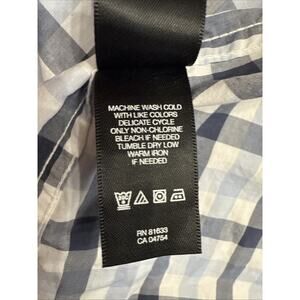 MACHINE WASH COLD
WITH LIKE COLORS
DELICATE CYCLE
ONLY NON-CHLORINE
BLEACH IF NEEDED
TUMBLE DRY LOW
WARM IRON
IF NEEDED
RN 81633
CA 04754